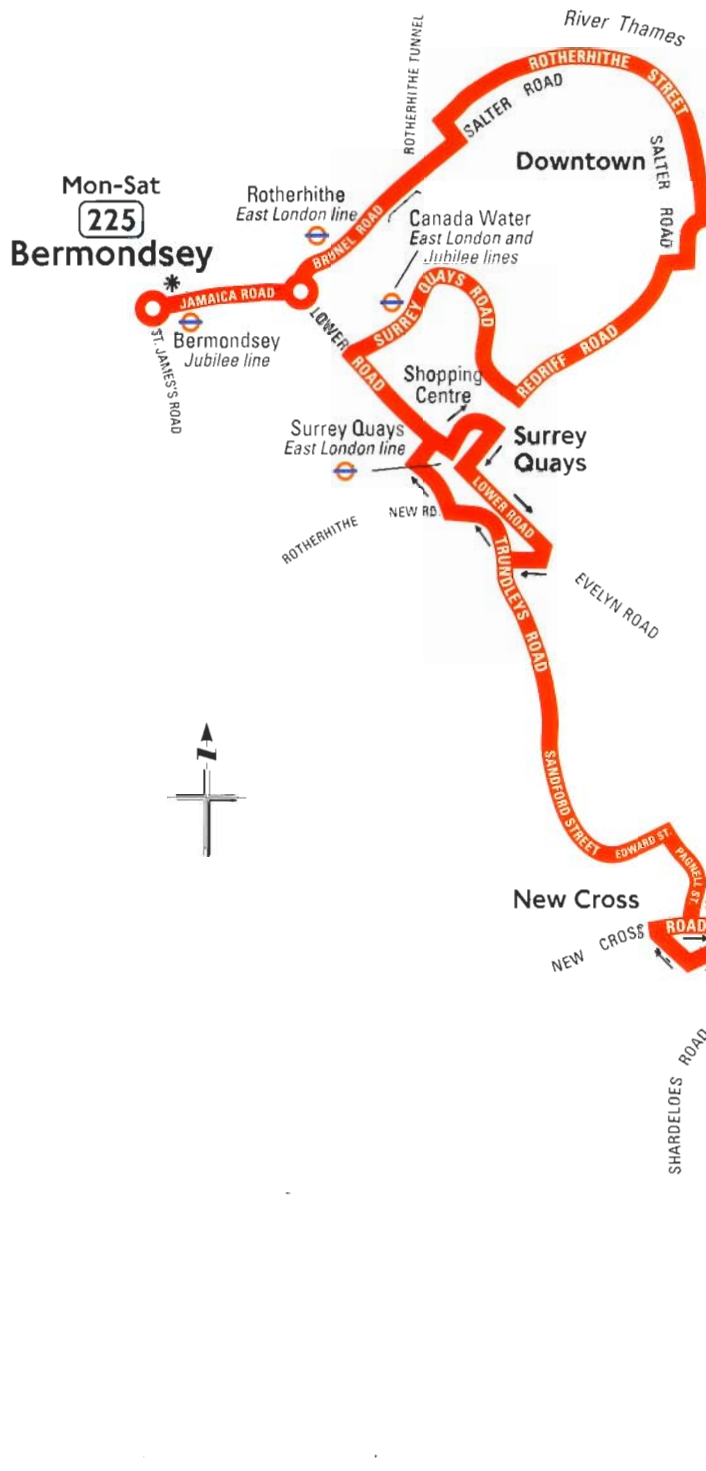 River Thames
ROTHERHITHE STREET
ROTHERHITHE TUNNEL
SALTER ROAD
SALTER ROAD
Downtown
Mon-Sat
225
Bermondsey
Rotherhithe
East London line
BRUNEL ROAD
Canada Water
East London and
Jubilee lines
JAMAICA ROAD
LOWER ROAD
SURREY QUAYS ROAD
REDRIFF ROAD
Bermondsey
Jubilee line
ST. JAMES'S ROAD
Shopping
Centre
Surrey Quays
East London line
Surrey
Quays
LOWER ROAD
NEW RD.
ROTHERHITHE
TRUNDLEYS ROAD
EVELYN ROAD
N
SANDFORD STREET
EDWARD ST.
PAGNELL ST.
New Cross
NEW CROSS ROAD
SHARDELOES ROAD